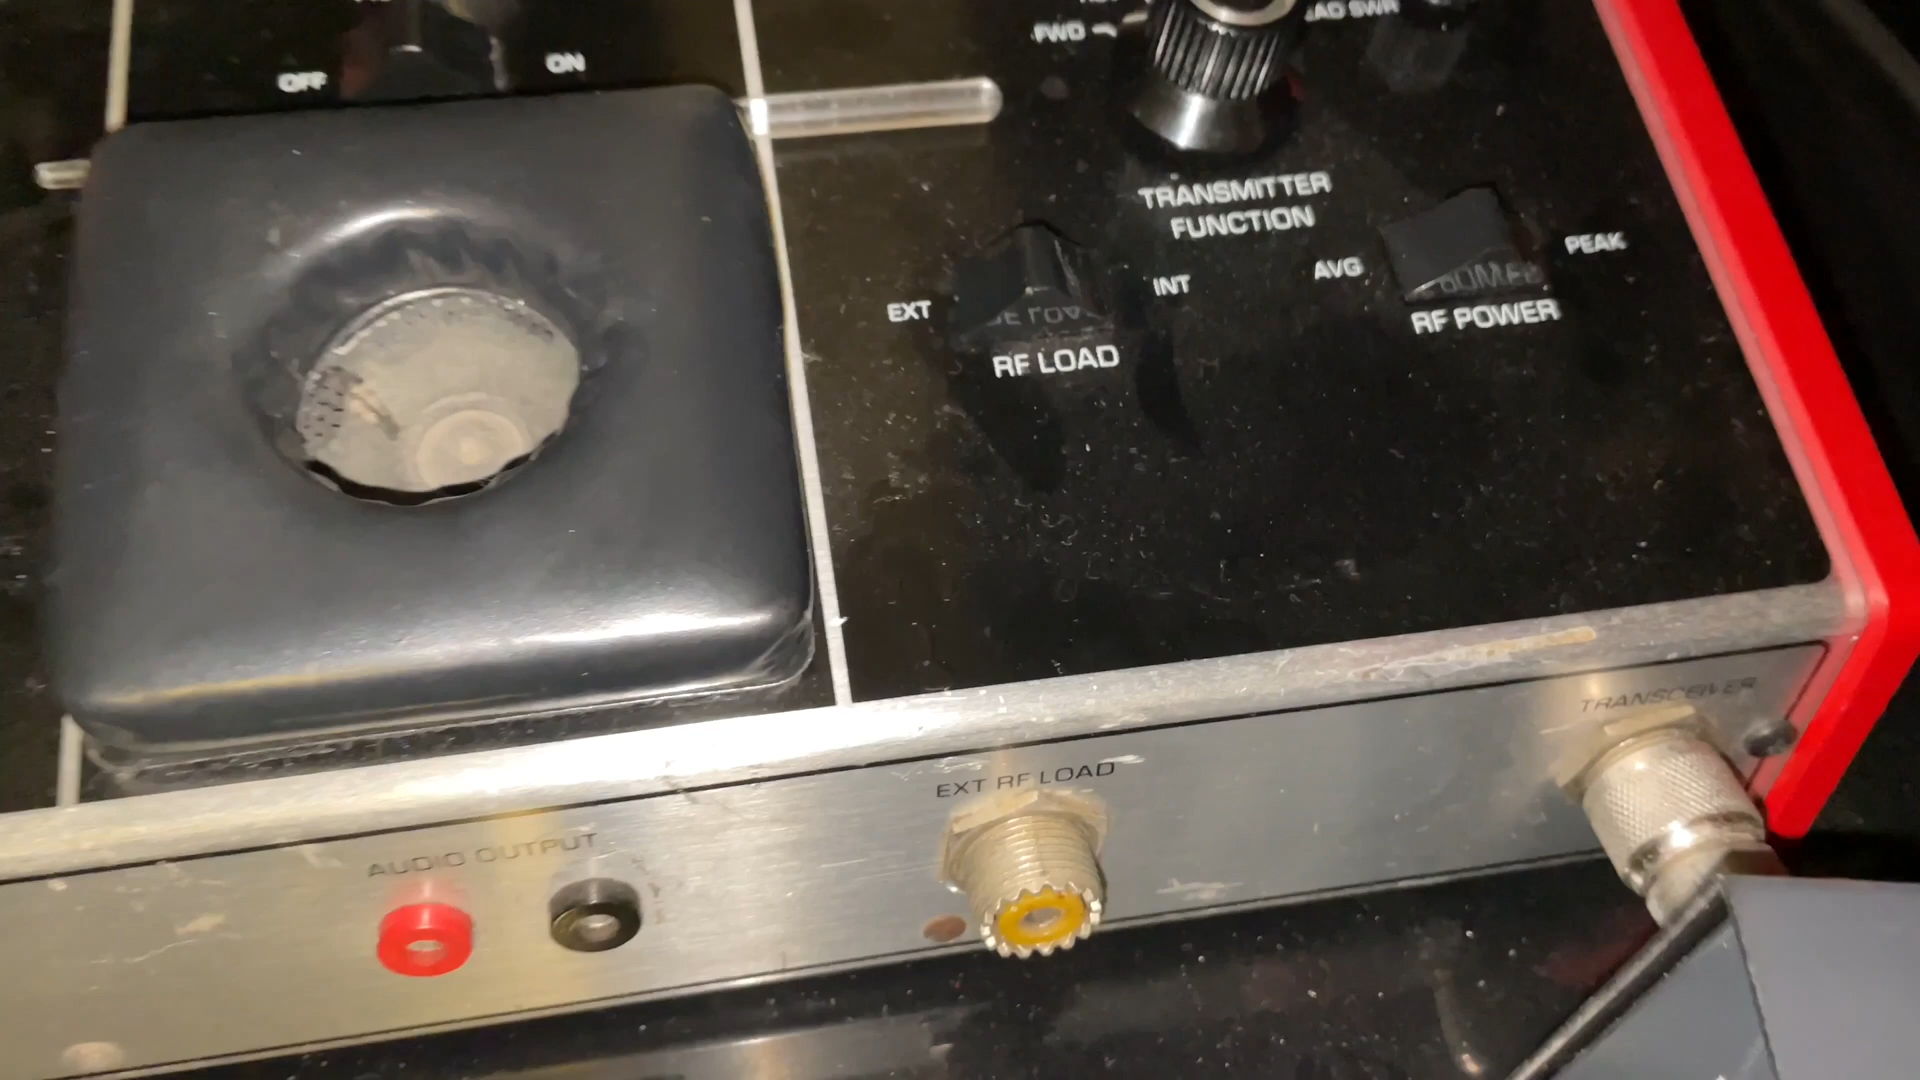 OFF
ON
FWD
SWR
TRANSMITTER
FUNCTION
EXT
INT
RF LOAD
AVG
PEAK
RF POWER
TRANSCEIVER
EXT RF LOAD
AUDIO OUTPUT